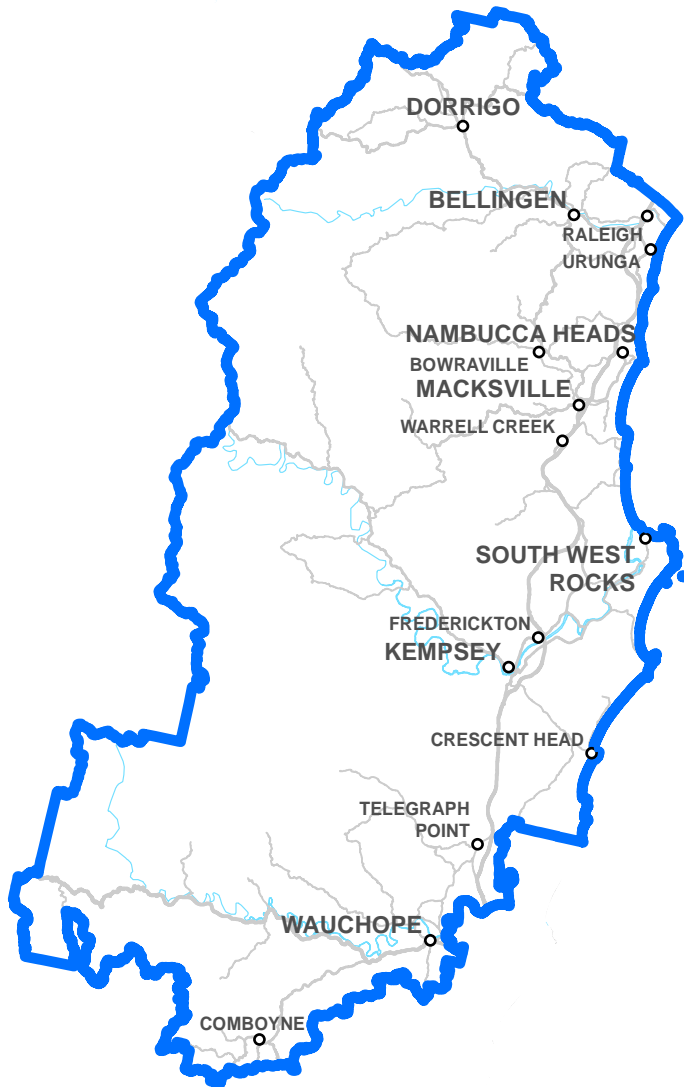 DORRIGO
BELLINGEN
RALEIGH
URUNGA
NAMBUCCA HEADS
BOWRAVILLE
MACKSVILLE
WARRELL CREEK
SOUTH WEST
ROCKS
FREDERICKTON
KEMPSEY
CRESCENT HEAD
TELEGRAPH
POINT
WAUCHOPE
COMBOYNE